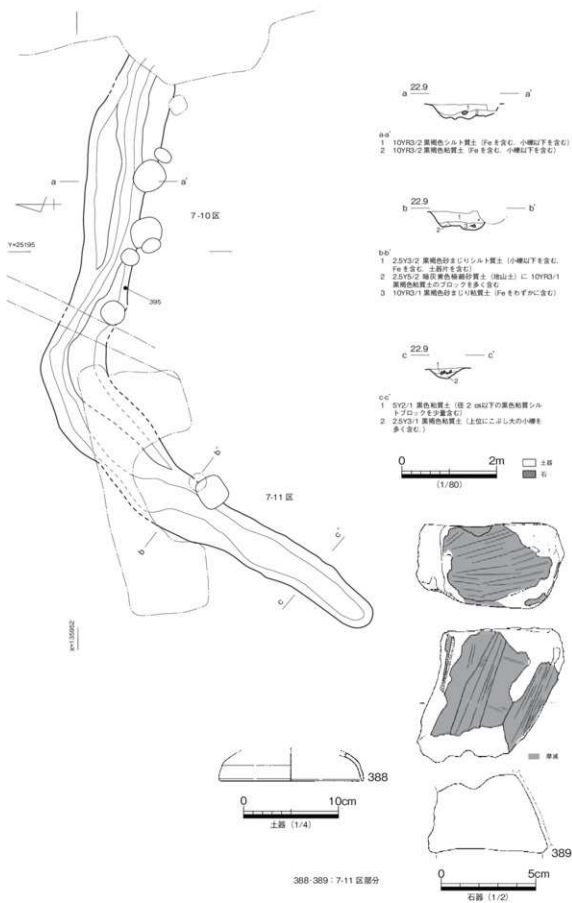 a 22.9 a'
a-a'
1 10YR3/2 黒褐色シルト質土（Feを含む、小礫以下を含む）
2 10YR3/2 黒褐色粘質土（Feを含む、小礫以下を含む）
b 22.9 b'
1
2 3
b-b'
1 2.5Y3/2 黒褐色砂まじりシルト質土（小礫以下を含む、
Feを含む、土器片を含む）
2 2.5Y5/2 暗灰黄色極細砂質土（地山土）に 10YR3/1
黒褐色粘質土のブロックを多く含む
3 10YR3/1 黒褐色砂まじり粘質土（Feをわずかに含む）
c 22.9 c'
1
2
c-c'
1 5Y2/1 黒色粘質土（径 2 ㎝以下の黒色粘質シル
トブロックを少量含む）
2 2.5Y3/1 黒褐色粘質土（上位にこぶし大の小礫を
多く含む）
0 2m
(1/80)
土器
石
a a'
7-10 区
Y=25195
395
b'
7-11 区
b
c'
c
x=135952
摩滅
388
0 10cm
土器（1/4）
389
0 5cm
石器（1/2）
388・389：7-11 区部分